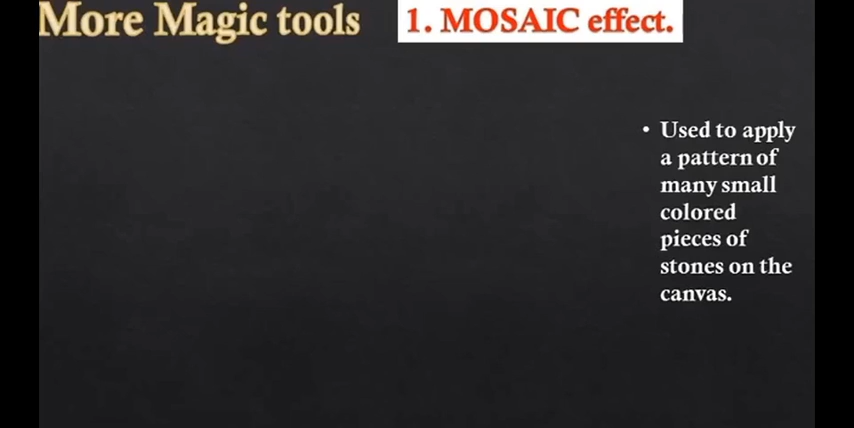 More Magic tools
1. MOSAIC effect.
• Used to apply
a pattern of
many small
colored
pieces of
stones on the
canvas.